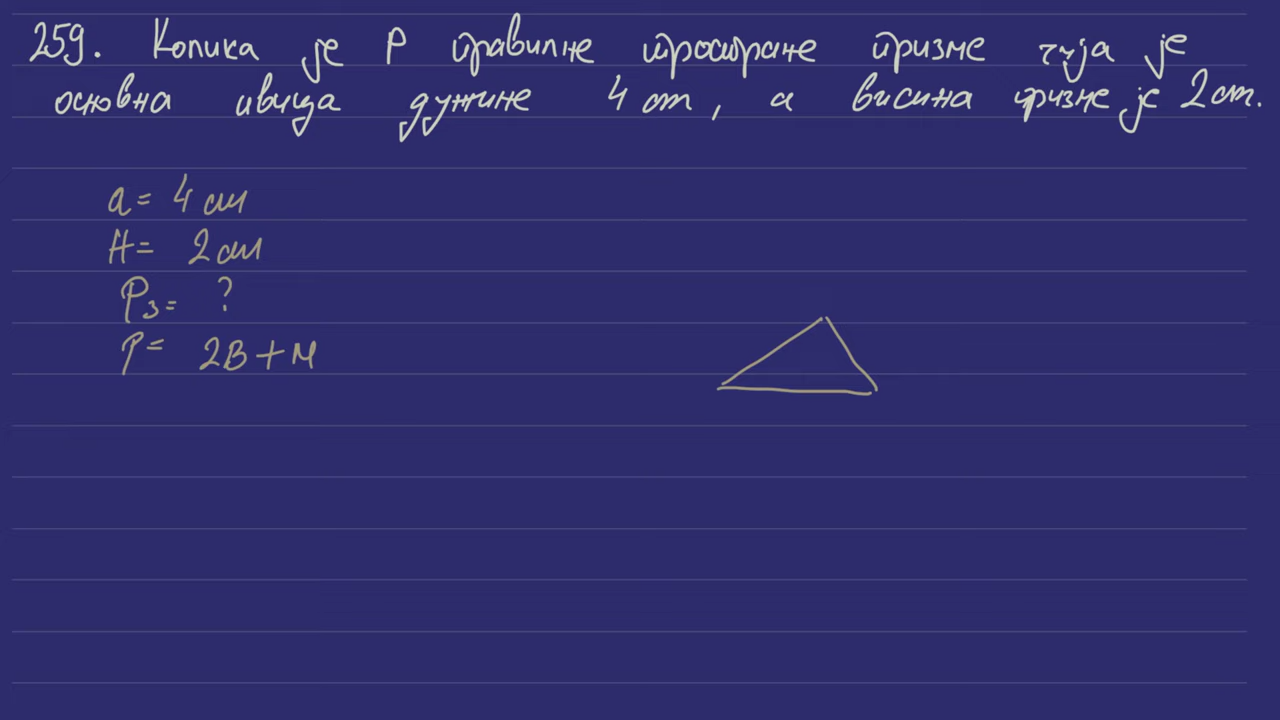 259. Колика је P правилне тростране призме чија је
основна ивица дужине 4 cm, а висина призме је 2 cm.
a = 4 cm
H = 2 cm
P₃ = ?
P = 2B + M